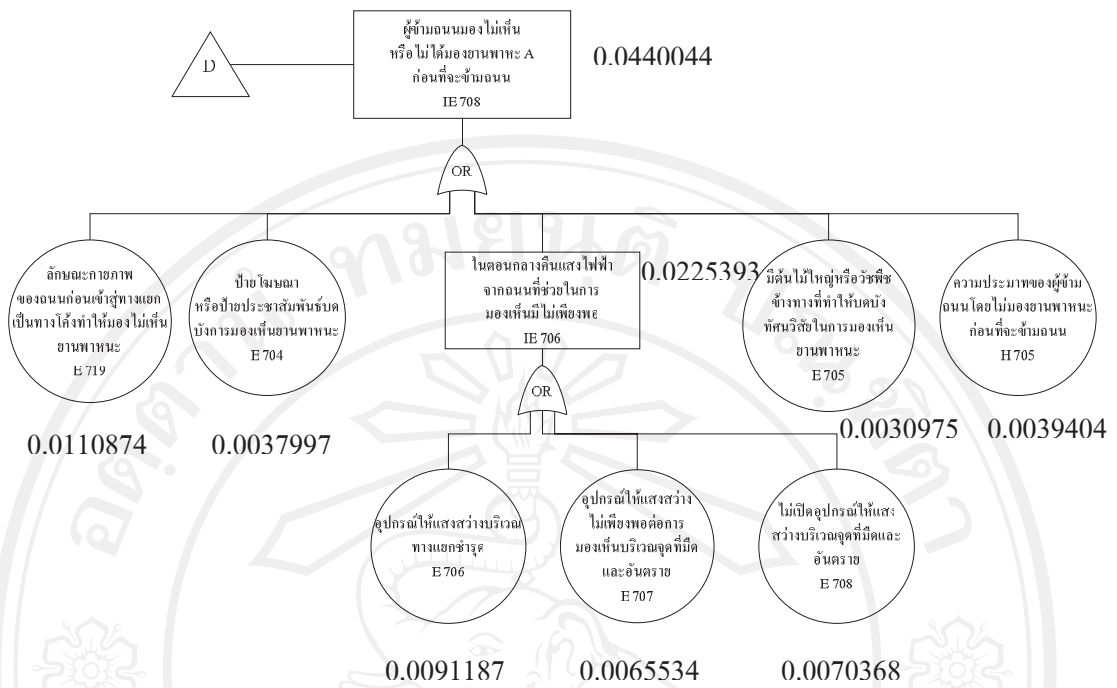 D
ผู้ข้ามถนนมองไม่เห็น
หรือไม่ได้มองยานพาหะ A
ก่อนที่จะข้ามถนน
IE 708
0.0440044
OR
ลักษณะกายภาพ
ของถนนก่อนเข้าสู่ทางแยก
เป็นทางโค้งทำให้มองไม่เห็น
ยานพาหนะ
E 719
0.0110874
ป้ายโฆษณา
หรือป้ายประชาสัมพันธ์บด
บังการมองเห็นยานพาหนะ
E 704
0.0037997
ในตอนกลางคืนแสงไฟฟ้า
จากถนนที่ช่วยในการ
มองเห็นมีไม่เพียงพอ
IE 706
0.0225393
มีต้นไม้ใหญ่หรือวัชพืช
ข้างทางที่ทำให้บดบัง
ทัศนวิสัยในการมองเห็น
ยานพาหนะ
E 705
0.0030975
ความประมาทของผู้ข้าม
ถนนโดยไม่มองยานพาหนะ
ก่อนที่จะข้ามถนน
H 705
0.0039404
OR
อุปกรณ์ให้แสงสว่างบริเวณ
ทางแยกชำรุด
E 706
0.0091187
อุปกรณ์ให้แสงสว่าง
ไม่เพียงพอต่อการ
มองเห็นบริเวณจุดที่มืด
และอันตราย
E 707
0.0065534
ไม่เปิดอุปกรณ์ให้แสง
สว่างบริเวณจุดที่มืดและ
อันตราย
E 708
0.0070368